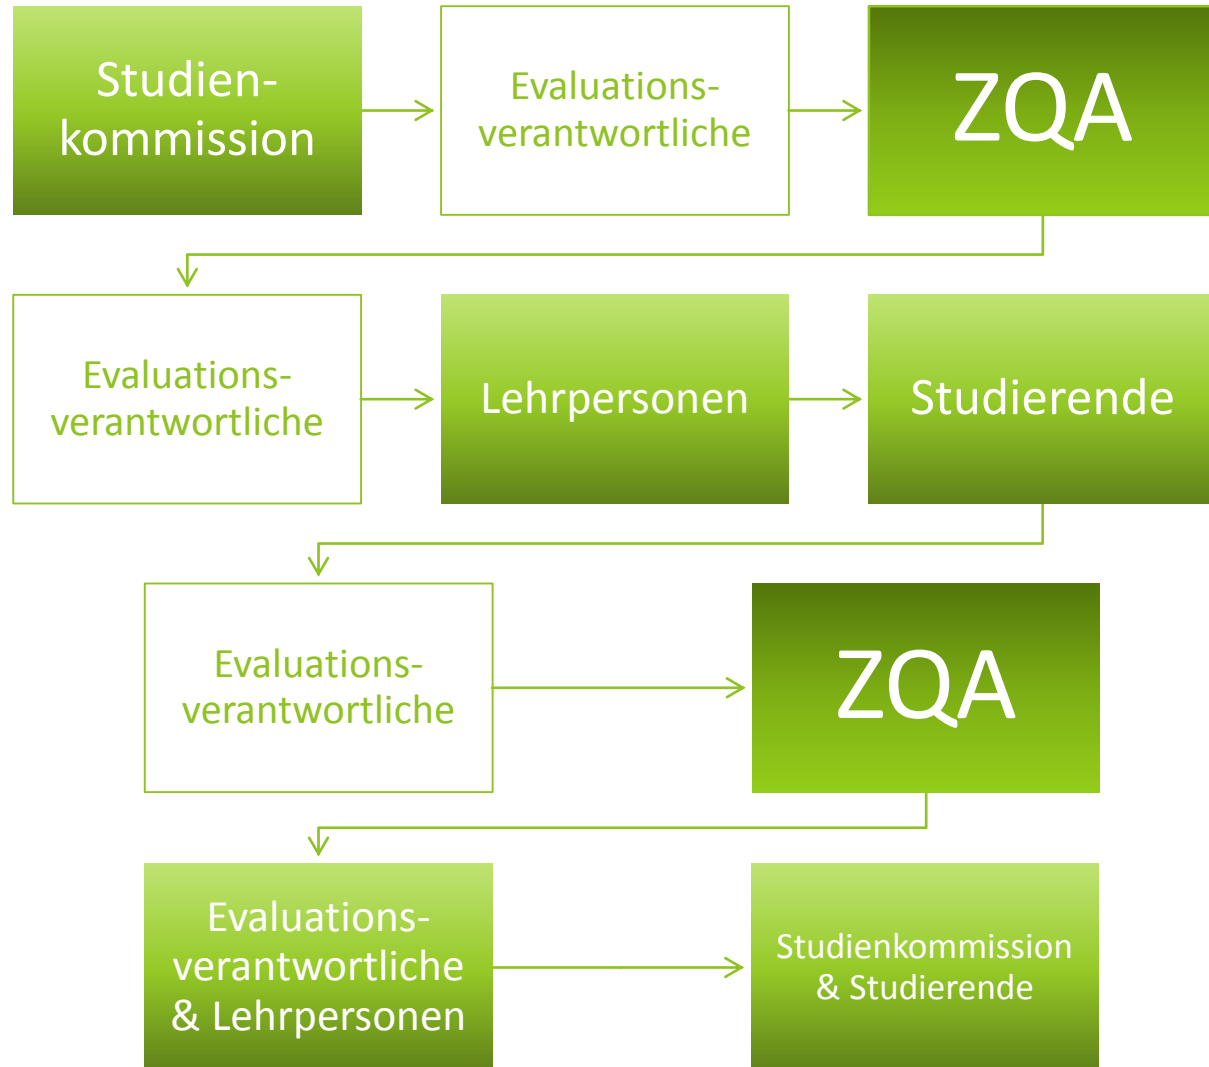 Studien-
kommission
Evaluations-
verantwortliche
ZQA
Evaluations-
verantwortliche
Lehrpersonen
Studierende
Evaluations-
verantwortliche
ZQA
Evaluations-
verantwortliche
& Lehrpersonen
Studienkommission
& Studierende